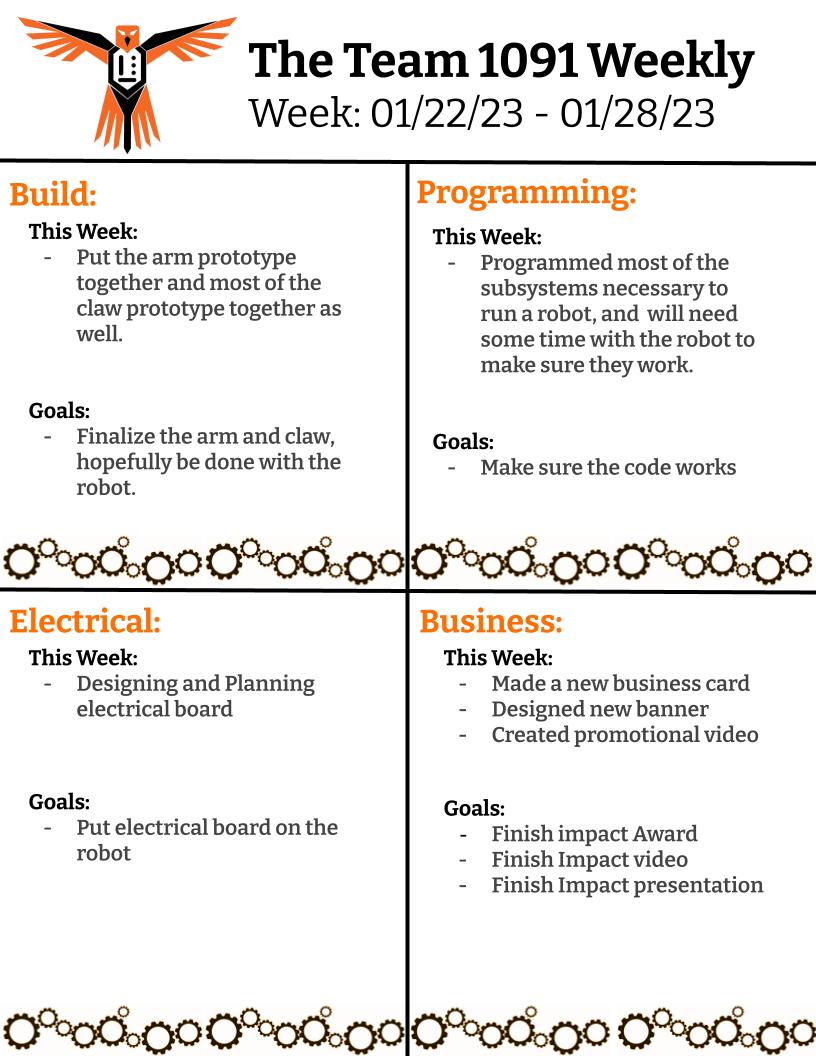 The Team 1091 Weekly
Week: 01/22/23 - 01/28/23
Build:
This Week:
- Put the arm prototype
together and most of the
claw prototype together as
well.
Goals:
- Finalize the arm and claw,
hopefully be done with the
robot.
Programming:
This Week:
- Programmed most of the
subsystems necessary to
run a robot, and  will need
some time with the robot to
make sure they work.
Goals:
- Make sure the code works
Electrical:
This Week:
- Designing and Planning
electrical board
Goals:
- Put electrical board on the
robot
Business:
This Week:
- Made a new business card
- Designed new banner
- Created promotional video
Goals:
- Finish impact Award
- Finish Impact video
- Finish Impact presentation